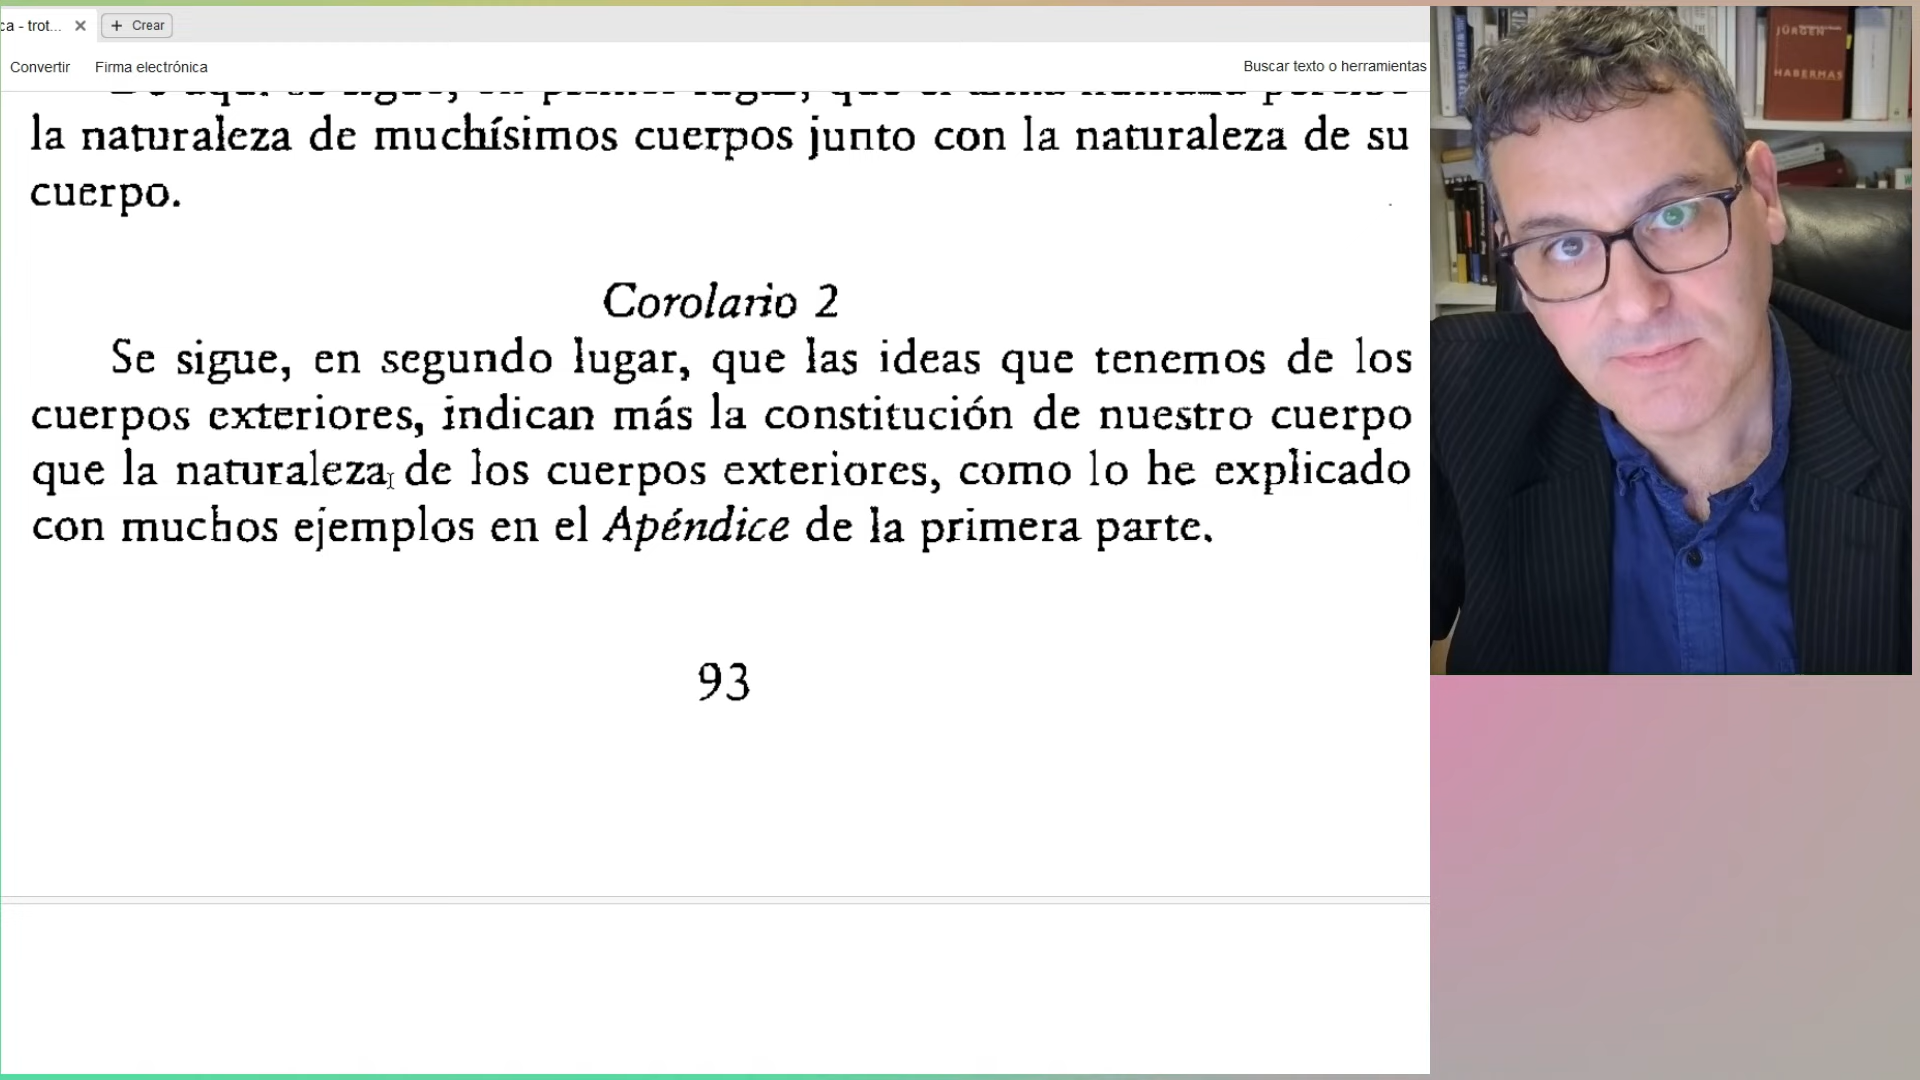 ca - trot...
Crear
Convertir Firma electrónica
Buscar texto o herramientas
la naturaleza de muchísimos cuerpos junto con la naturaleza de su
cuerpo.
Corolario 2
Se sigue, en segundo lugar, que las ideas que tenemos de los
cuerpos exteriores, indican más la constitución de nuestro cuerpo
que la naturaleza de los cuerpos exteriores, como lo he explicado
con muchos ejemplos en el Apéndice de la primera parte.
93
JÜRGEN
HABERMAS